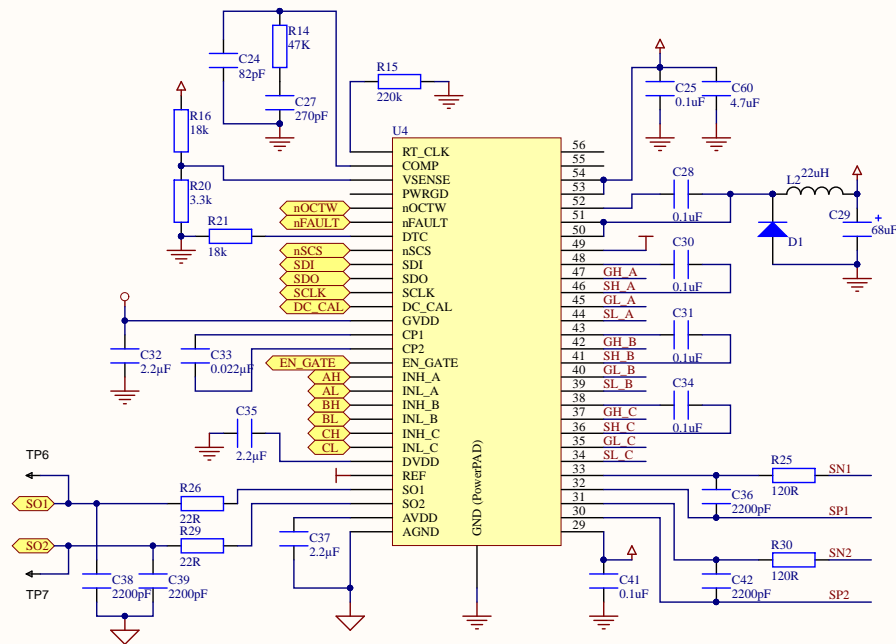 R14
47K
C24
82pF
C27
270pF
R15
220k
R16
18k
R20
3.3k
R21
18k
C25
0.1uF
C60
4.7uF
C28
0.1uF
L2
22uH
C29
+
68uF
D1
C30
0.1uF
C31
0.1uF
C34
0.1uF
U4
RT_CLK
COMP
VSENSE
PWRGD
nOCTW
nFAULT
DTC
nSCS
SDI
SDO
SCLK
DC_CAL
GVDD
CP1
CP2
EN_GATE
INH_A
INL_A
INH_B
INL_B
INH_C
INL_C
DVDD
REF
SO1
SO2
AVDD
AGND
GND (PowerPAD)
56
55
54
53
52
51
50
49
48
47
46
45
44
43
42
41
40
39
38
37
36
35
34
33
32
31
30
29
nOCTW
nFAULT
nSCS
SDI
SDO
SCLK
DC_CAL
EN_GATE
AH
AL
BH
BL
CH
CL
GH_A
SH_A
GL_A
SL_A
GH_B
SH_B
GL_B
SL_B
GH_C
SH_C
GL_C
SL_C
C32
2.2µF
C33
0.022µF
C35
2.2µF
TP6
SO1
SO2
TP7
R26
22R
R29
22R
C38
2200pF
C39
2200pF
C37
2.2µF
C41
0.1uF
R25
120R
SN1
C36
2200pF
SP1
R30
120R
SN2
C42
2200pF
SP2